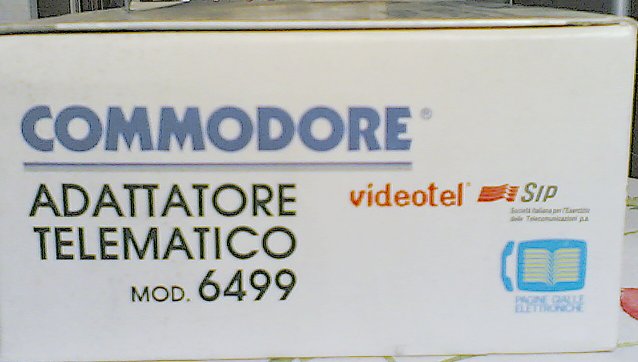 COMMODORE®
ADATTATORE
TELEMATICO
MOD. 6499
videotel
SIP
Società Italiana per l'Esercizio
delle Telecomunicazioni p.a.
PAGINE GIALLE
ELETTRONICHE